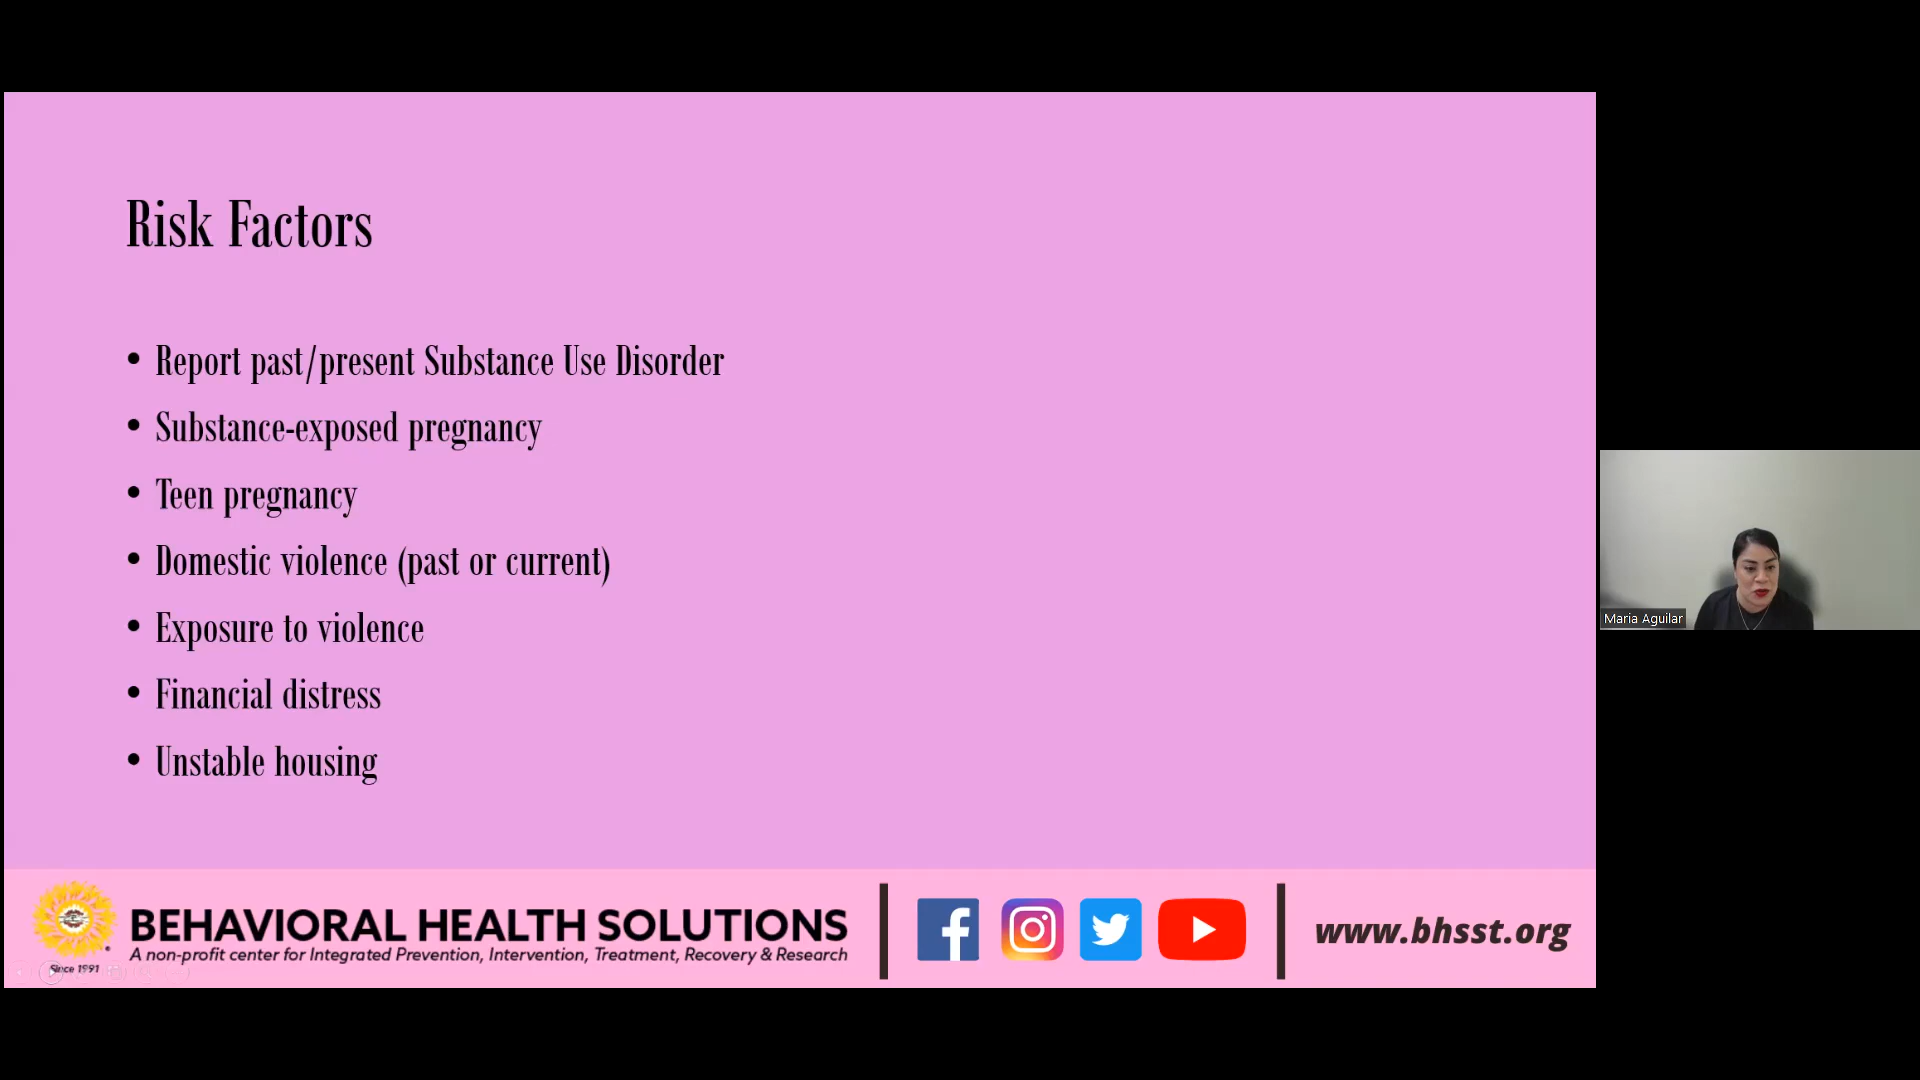 Risk Factors
• Report past/present Substance Use Disorder
• Substance-exposed pregnancy
• Teen pregnancy
• Domestic violence (past or current)
• Exposure to violence
• Financial distress
• Unstable housing
Maria Aguilar
BEHAVIORAL HEALTH SOLUTIONS
A non-profit center for Integrated Prevention, Intervention, Treatment, Recovery & Research
Since 1991
www.bhsst.org